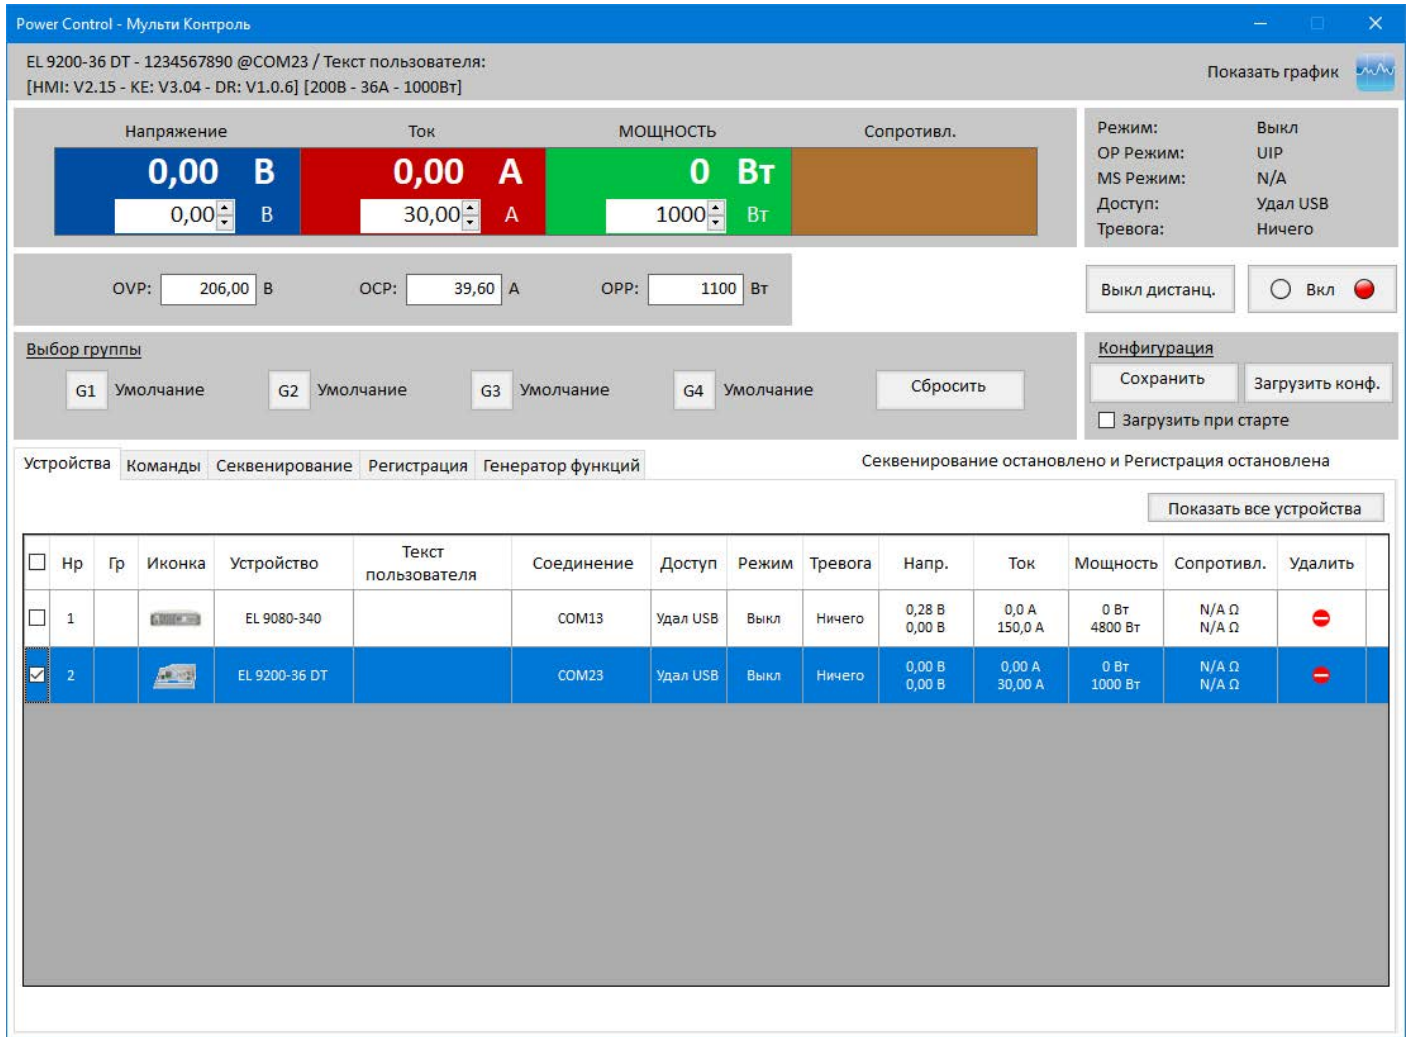 Power Control - Мульти Контроль
EL 9200-36 DT - 1234567890 @COM23 / Текст пользователя:
[HMI: V2.15 - KE: V3.04 - DR: V1.0.6] [200В - 36А - 1000Вт]
Показать график
Напряжение Ток МОЩНОСТЬ Сопротивл.
0,00 В 0,00 А 0 Вт
0,00 В 30,00 А 1000 Вт
Режим: Выкл
OP Режим: UIP
MS Режим: N/A
Доступ: Удал USB
Тревога: Ничего
OVP: 206,00 В OCP: 39,60 А OPP: 1100 Вт
Выкл дистанц. Вкл
Выбор группы
G1 Умолчание G2 Умолчание G3 Умолчание G4 Умолчание Сбросить
Конфигурация
Сохранить Загрузить конф.
Загрузить при старте
Устройства Команды Секвенирование Регистрация Генератор функций
Секвенирование остановлено и Регистрация остановлена
Показать все устройства
Нр Гр Иконка Устройство Текст пользователя Соединение Доступ Режим Тревога Напр. Ток Мощность Сопротивл. Удалить
1 EL 9080-340 COM13 Удал USB Выкл Ничего 0,28 В 0,0 А 0 Вт N/A Ω
0,00 В 150,0 А 4800 Вт N/A Ω
2 EL 9200-36 DT COM23 Удал USB Выкл Ничего 0,00 В 0,00 А 0 Вт N/A Ω
0,00 В 30,00 А 1000 Вт N/A Ω